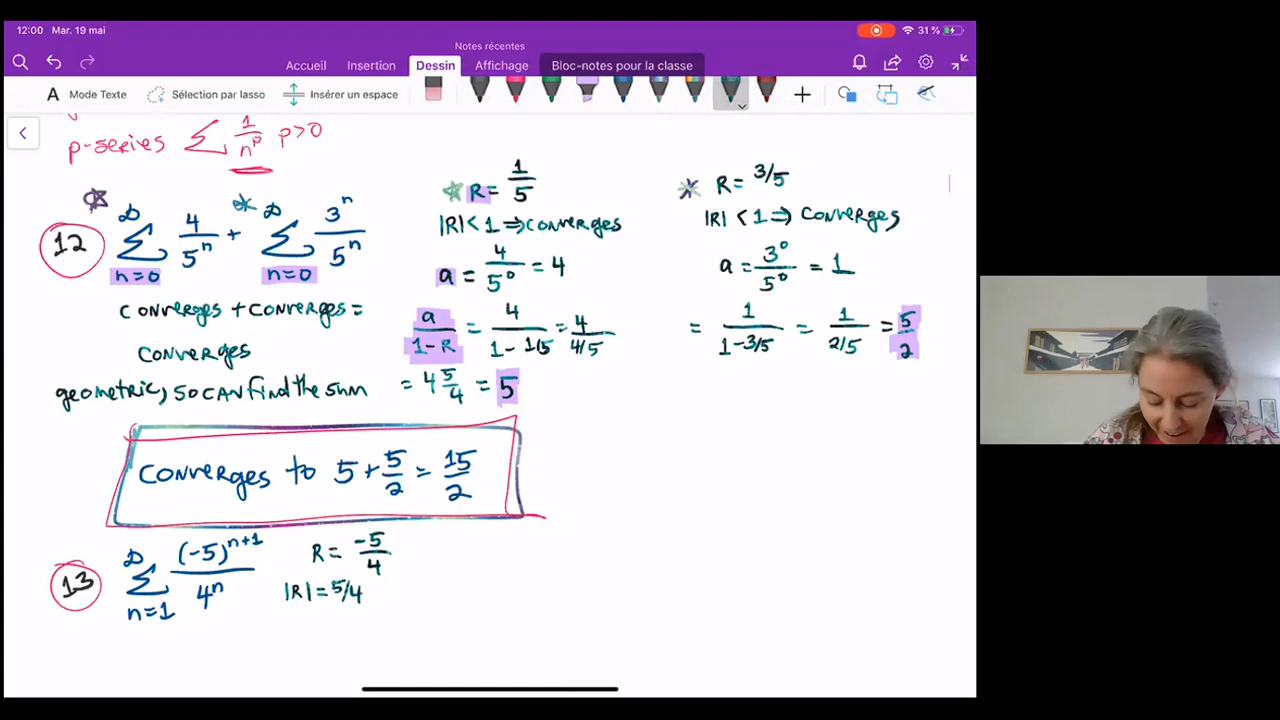 12:00 Mar. 19 mai
31 %
Notes récentes
Accueil Insertion Dessin Affichage Bloc-notes pour la classe
A Mode Texte Sélection par lasso Insérer un espace
p-series ∑ 1/n^p p>0
12 ∑ n=0 ∞ 4/5^n + ∑ n=0 ∞ 3^n/5^n
converges + converges =
converges
geometric, so can find the sum
R = 1/5
|R| < 1 ⇒ converges
a = 4/5^0 = 4
a/(1-R) = 4/(1-1/5) = 4/(4/5)
= 4 5/4 = 5
R = 3/5
|R| < 1 ⇒ converges
a = 3^0/5^0 = 1
= 1/(1-3/5) = 1/(2/5) = 5/2
converges to 5 + 5/2 = 15/2
13 ∑ n=1 ∞ (-5)^(n+1)/4^n
R = -5/4
|R| = 5/4